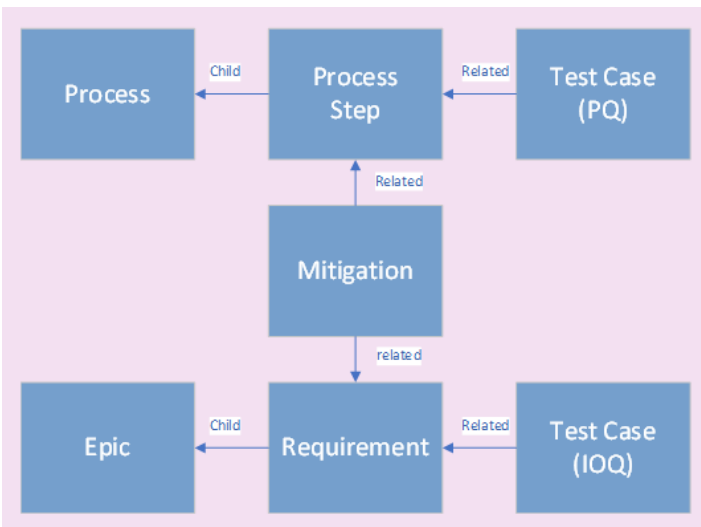 Process
Child
Process
Step
Related
Test Case
(PQ)
Related
Mitigation
related
Epic
Child
Requirement
Related
Test Case
(IOQ)